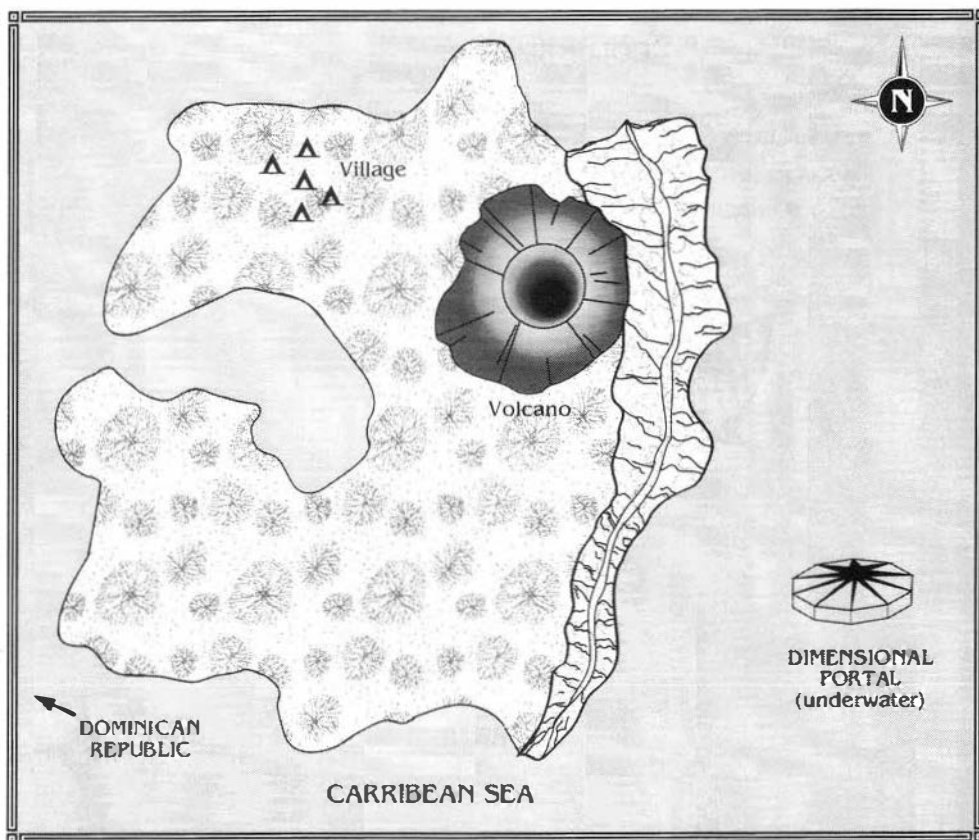 N
Village
Volcano
DIMENSIONAL
PORTAL
(underwater)
DOMINICAN
REPUBLIC
CARRIBEAN SEA